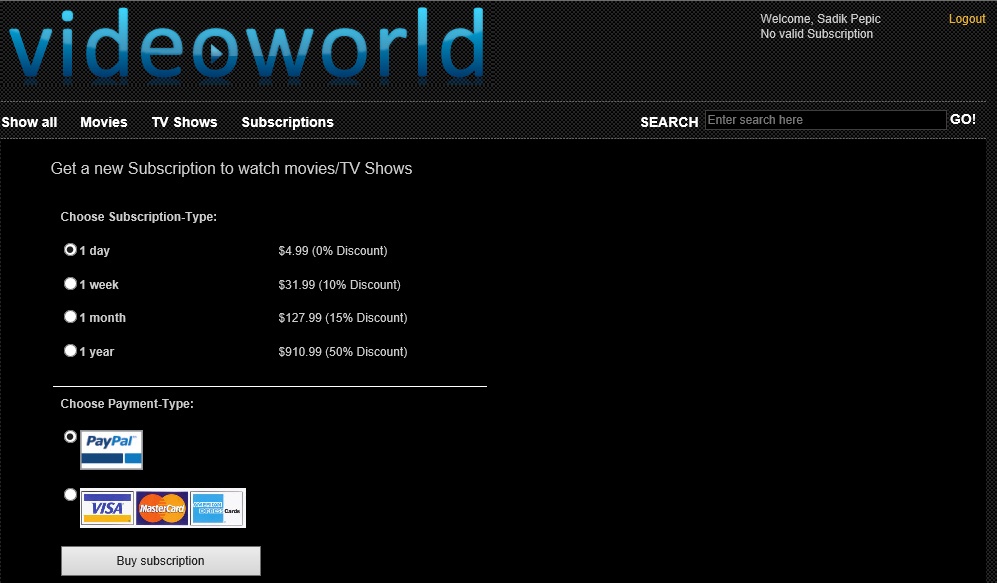 videoworld
Welcome, Sadik Pepic
Logout
No valid Subscription
Show all Movies TV Shows Subscriptions SEARCH Enter search here GO!
Get a new Subscription to watch movies/TV Shows
Choose Subscription-Type:
1 day $4.99 (0% Discount)
1 week $31.99 (10% Discount)
1 month $127.99 (15% Discount)
1 year $910.99 (50% Discount)
Choose Payment-Type:
PayPal
VISA MasterCard AMERICAN EXPRESS Cards
Buy subscription